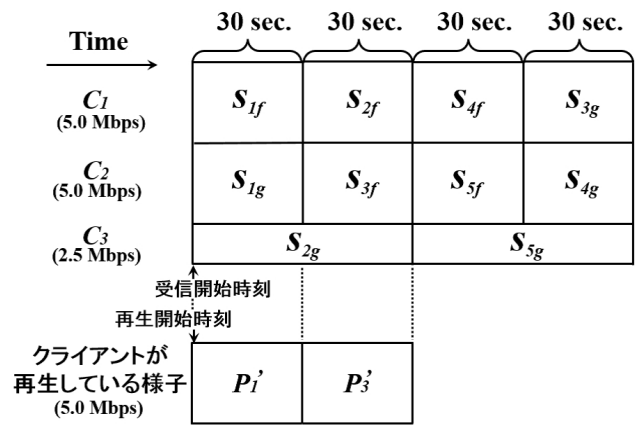 30 sec. 30 sec. 30 sec. 30 sec.
Time
C1 S1f S2f S4f S3g
(5.0 Mbps)
C2 S1g S3f S5f S4g
(5.0 Mbps)
C3 S2g S5g
(2.5 Mbps)
受信開始時刻
再生開始時刻
クライアントが
再生している様子 P1' P3'
(5.0 Mbps)